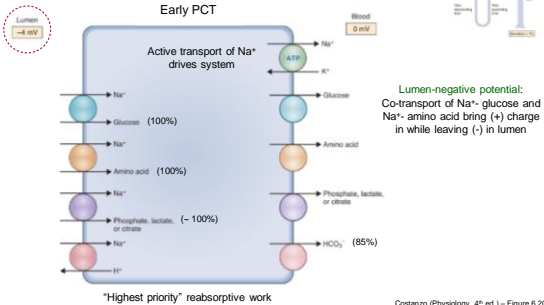 Early PCT
Lumen
–4 mV
Blood
0 mV
Active transport of Na⁺
drives system
Na⁺
ATP
K⁺
Na⁺
Glucose (100%)
Glucose
Na⁺
Amino acid (100%)
Amino acid
Na⁺
Phosphate, lactate, (~ 100%)
or citrate
Phosphate, lactate,
or citrate
Na⁺
H⁺
HCO₃⁻ (85%)
Lumen-negative potential:
Co-transport of Na⁺- glucose and
Na⁺- amino acid bring (+) charge
in while leaving (-) in lumen
“Highest priority” reabsorptive work
Costanzo (Physiology, 4th ed.) – Figure 6.20